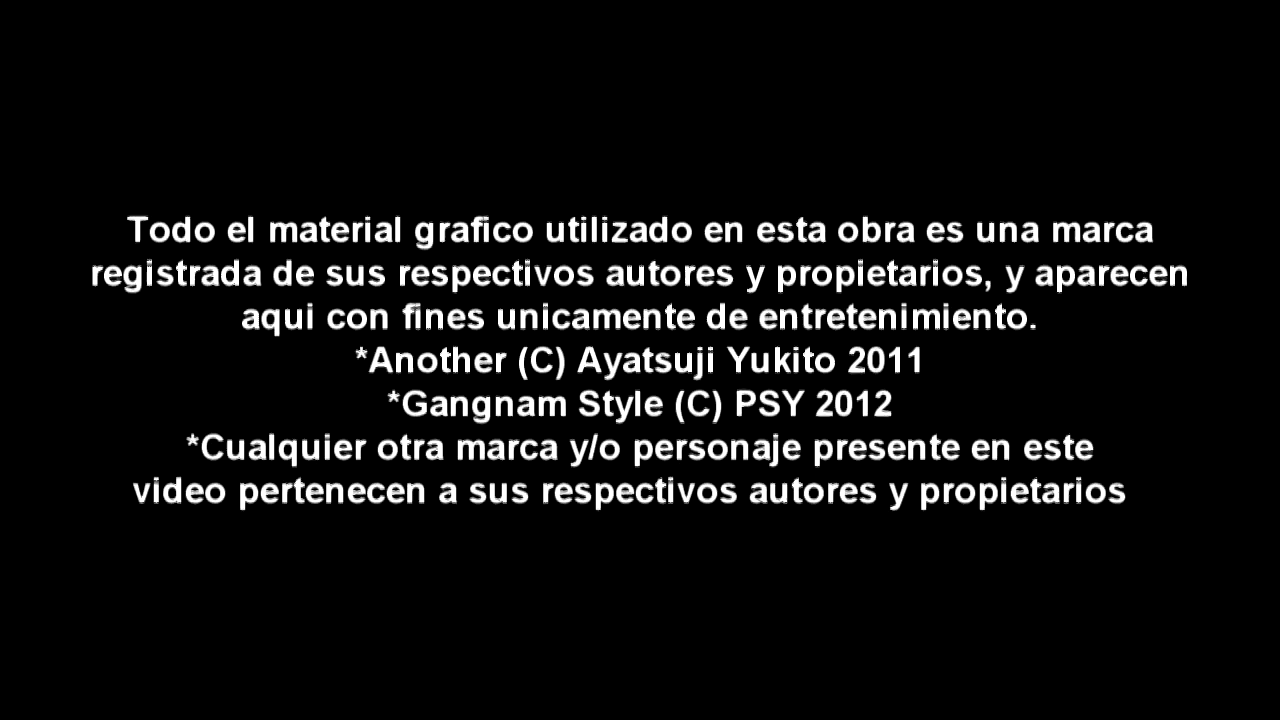 Todo el material grafico utilizado en esta obra es una marca
registrada de sus respectivos autores y propietarios, y aparecen
aqui con fines unicamente de entretenimiento.
*Another (C) Ayatsuji Yukito 2011
*Gangnam Style (C) PSY 2012
*Cualquier otra marca y/o personaje presente en este
video pertenecen a sus respectivos autores y propietarios